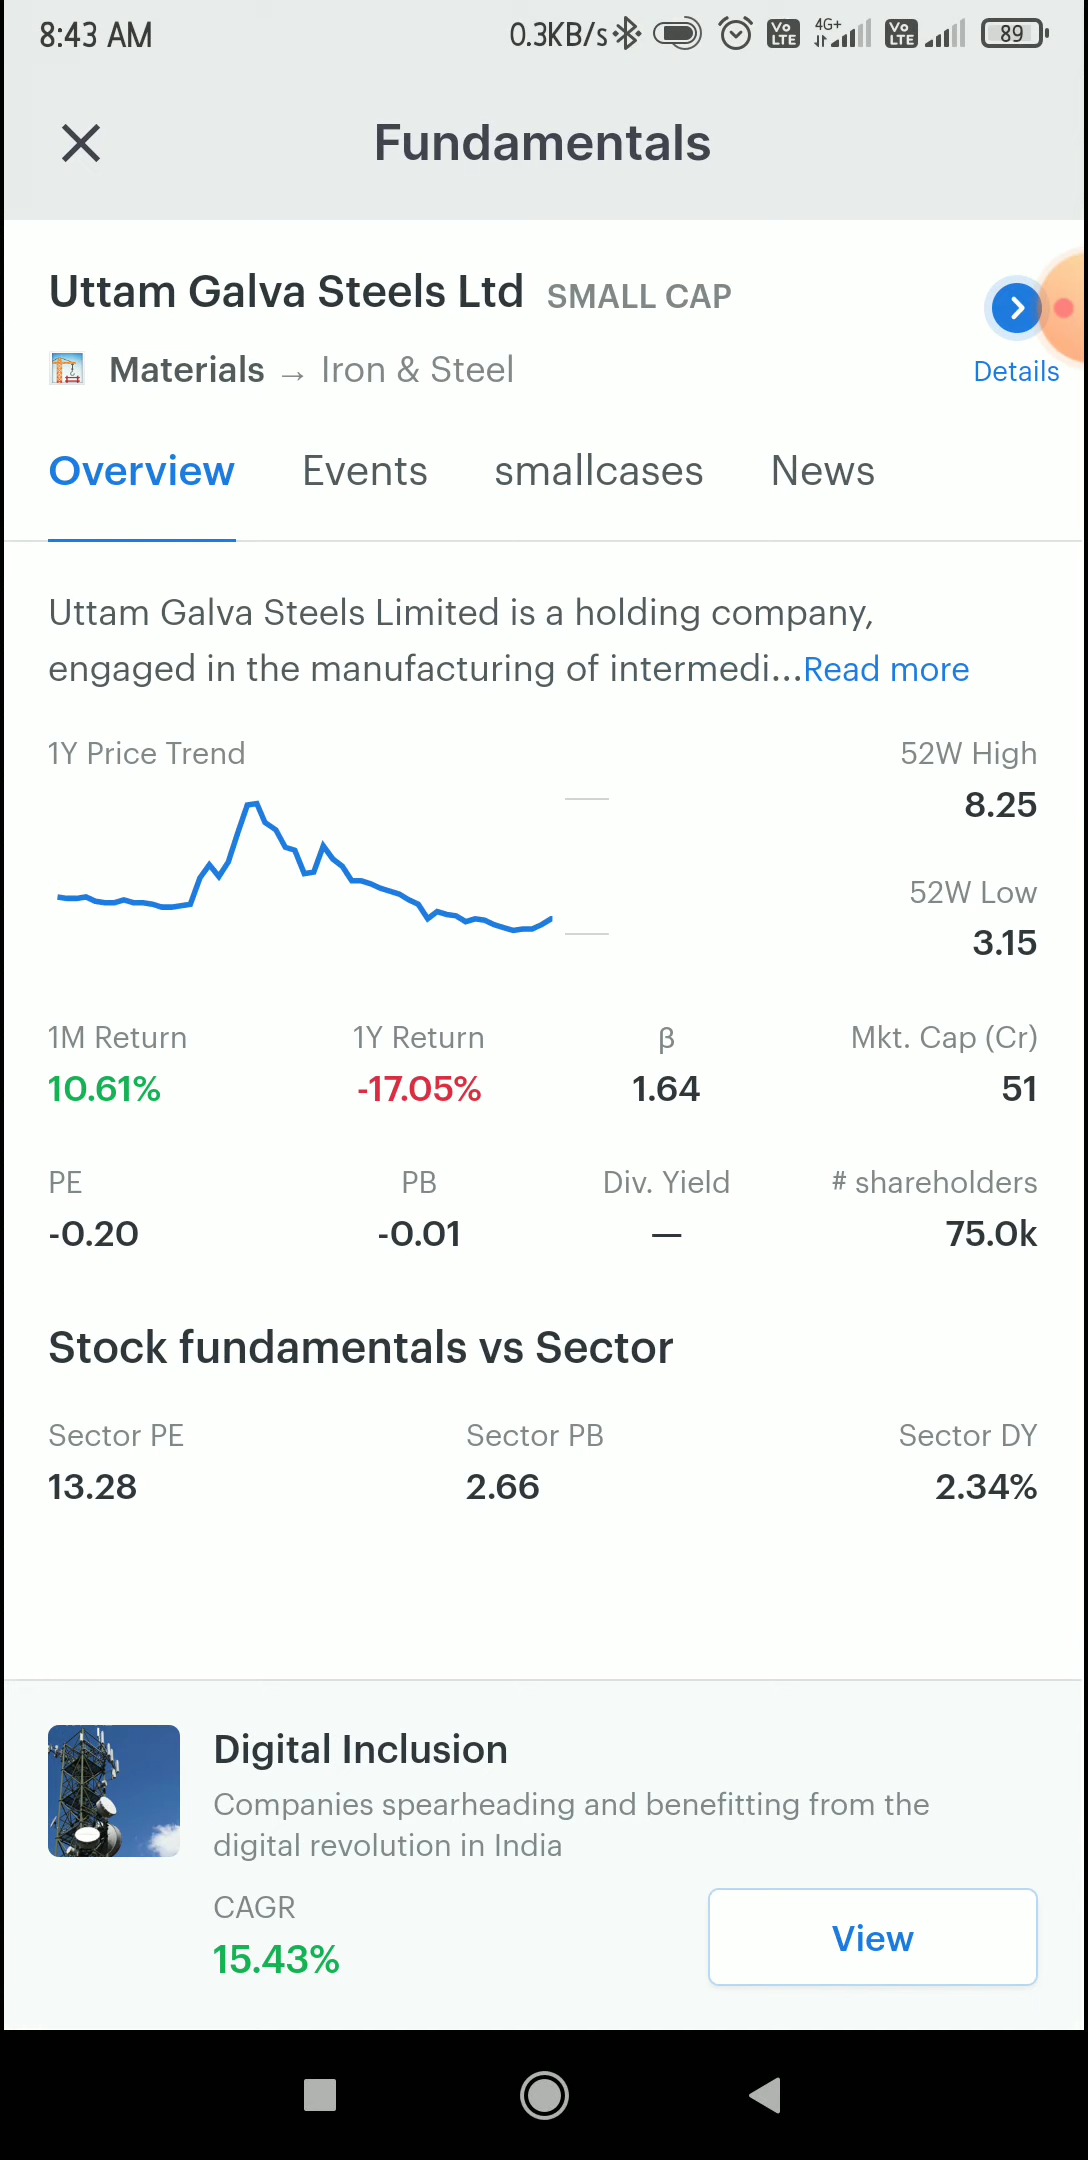 8:43 AM 0.3KB/s Vo LTE 4G+ Vo LTE 89
Fundamentals
Uttam Galva Steels Ltd SMALL CAP
Materials → Iron & Steel
Details
Overview Events smallcases News
Uttam Galva Steels Limited is a holding company,
engaged in the manufacturing of intermedi...Read more
1Y Price Trend 52W High
8.25
52W Low
3.15
1M Return 1Y Return β Mkt. Cap (Cr)
10.61% -17.05% 1.64 51
PE PB Div. Yield # shareholders
-0.20 -0.01 — 75.0k
Stock fundamentals vs Sector
Sector PE Sector PB Sector DY
13.28 2.66 2.34%
Digital Inclusion
Companies spearheading and benefitting from the
digital revolution in India
CAGR
15.43%
View